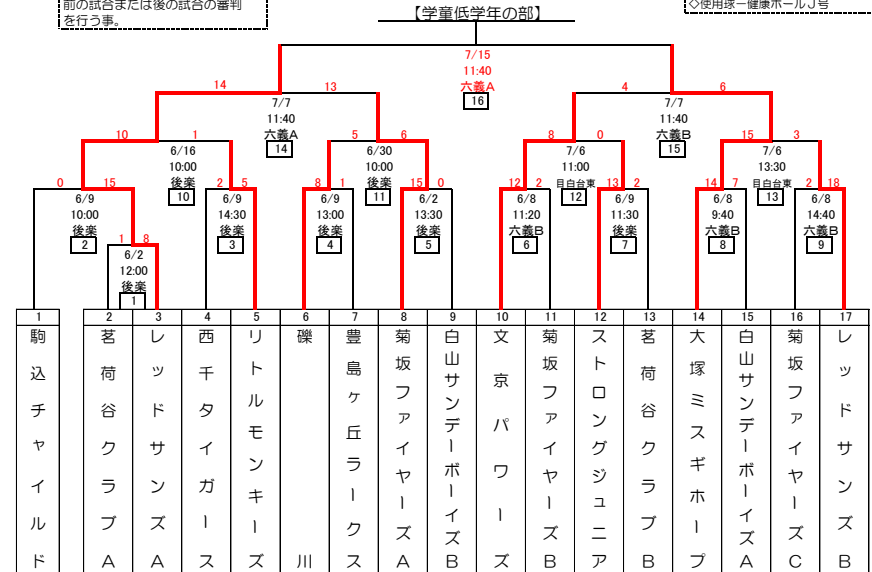 前の試合または後の試合の審判
を行う事。
【学童低学年の部】
◇使用球－健康ボールJ号
7/15
11:40
六義A
16
14
13
4
6
7/7
11:40
六義A
14
7/7
11:40
六義B
15
10
1
5
6
8
0
15
3
6/16
10:00
後楽
10
6/30
10:00
後楽
11
7/6
11:00
目白台東
12
7/6
13:30
目白台東
13
0
15
2
5
8
1
15
0
12
2
13
2
14
7
2
18
6/9
10:00
後楽
2
6/9
14:30
後楽
3
6/9
13:00
後楽
4
6/2
13:30
後楽
5
6/8
11:20
六義B
6
6/9
11:30
後楽
7
6/8
9:40
六義B
8
6/8
14:40
六義B
9
1
8
6/2
12:00
後楽
1
1
駒込チャイルド
2
茗荷谷クラブA
3
レッドサンズA
4
西千タイガース
5
リトルモンキーズ
6
礫川
7
豊島ヶ丘ラークス
8
菊坂ファイヤーズA
9
白山サンデーボーイズB
10
文京パワーズ
11
菊坂ファイヤーズB
12
ストロングジュニア
13
茗荷谷クラブB
14
大塚ミスギホープ
15
白山サンデーボーイズA
16
菊坂ファイヤーズC
17
レッドサンズB